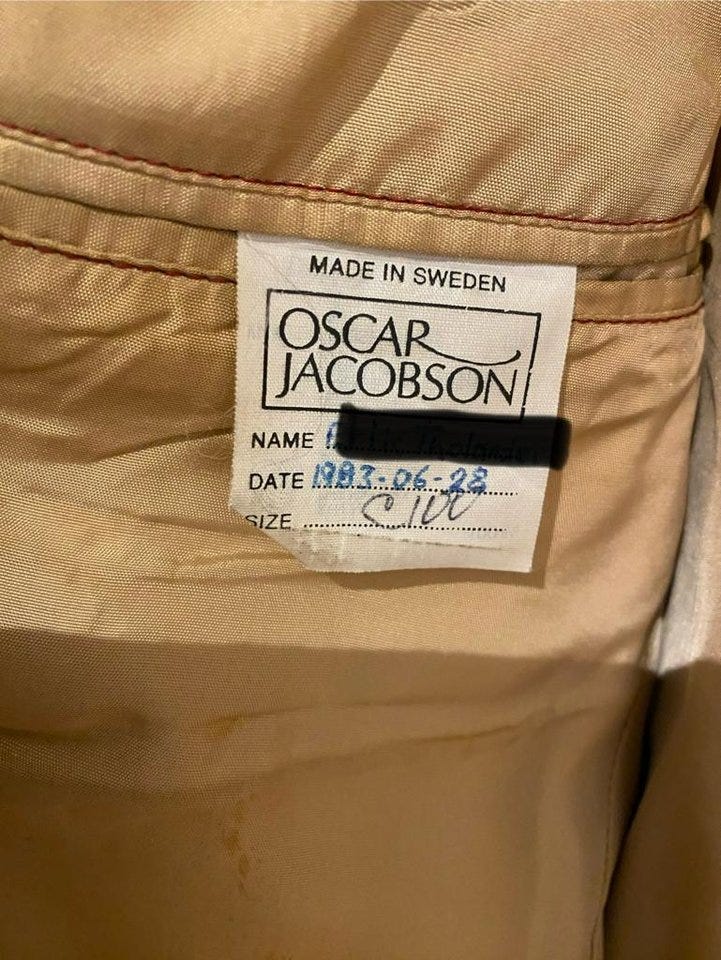 MADE IN SWEDEN
OSCAR
JACOBSON
NAME
DATE 1983-06-28
SIZE C100